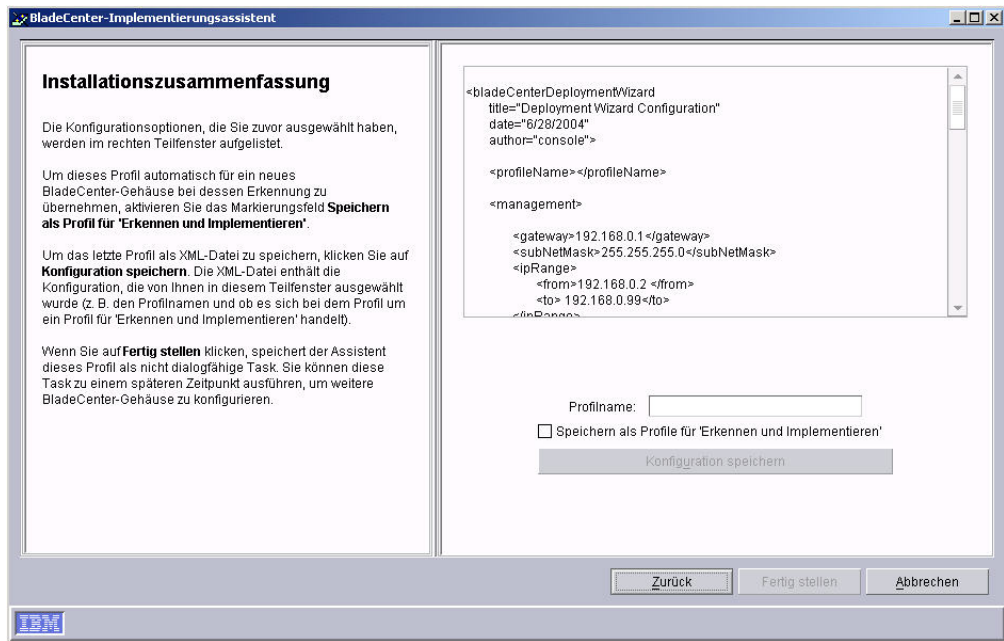 BladeCenter-Implementierungsassistent
Installationszusammenfassung
Die Konfigurationsoptionen, die Sie zuvor ausgewählt haben,
werden im rechten Teilfenster aufgelistet.
Um dieses Profil automatisch für ein neues
BladeCenter-Gehäuse bei dessen Erkennung zu
übernehmen, aktivieren Sie das Markierungsfeld Speichern
als Profil für 'Erkennen und Implementieren'.
Um das letzte Profil als XML-Datei zu speichern, klicken Sie auf
Konfiguration speichern. Die XML-Datei enthält die
Konfiguration, die von Ihnen in diesem Teilfenster ausgewählt
wurde (z. B. den Profilnamen und ob es sich bei dem Profil um
ein Profil für 'Erkennen und Implementieren' handelt).
Wenn Sie auf Fertig stellen klicken, speichert der Assistent
dieses Profil als nicht dialogfähige Task. Sie können diese
Task zu einem späteren Zeitpunkt ausführen, um weitere
BladeCenter-Gehäuse zu konfigurieren.
<bladeCenterDeploymentWizard
title="Deployment Wizard Configuration"
date="6/28/2004"
author="console">
<profileName></profileName>
<management>
<gateway>192.168.0.1</gateway>
<subNetMask>255.255.255.0</subNetMask>
<ipRange>
<from>192.168.0.2 </from>
<to> 192.168.0.99</to>
</ipRange>
Profilname:
Speichern als Profile für 'Erkennen und Implementieren'
Konfiguration speichern
Zurück
Fertig stellen
Abbrechen
IBM